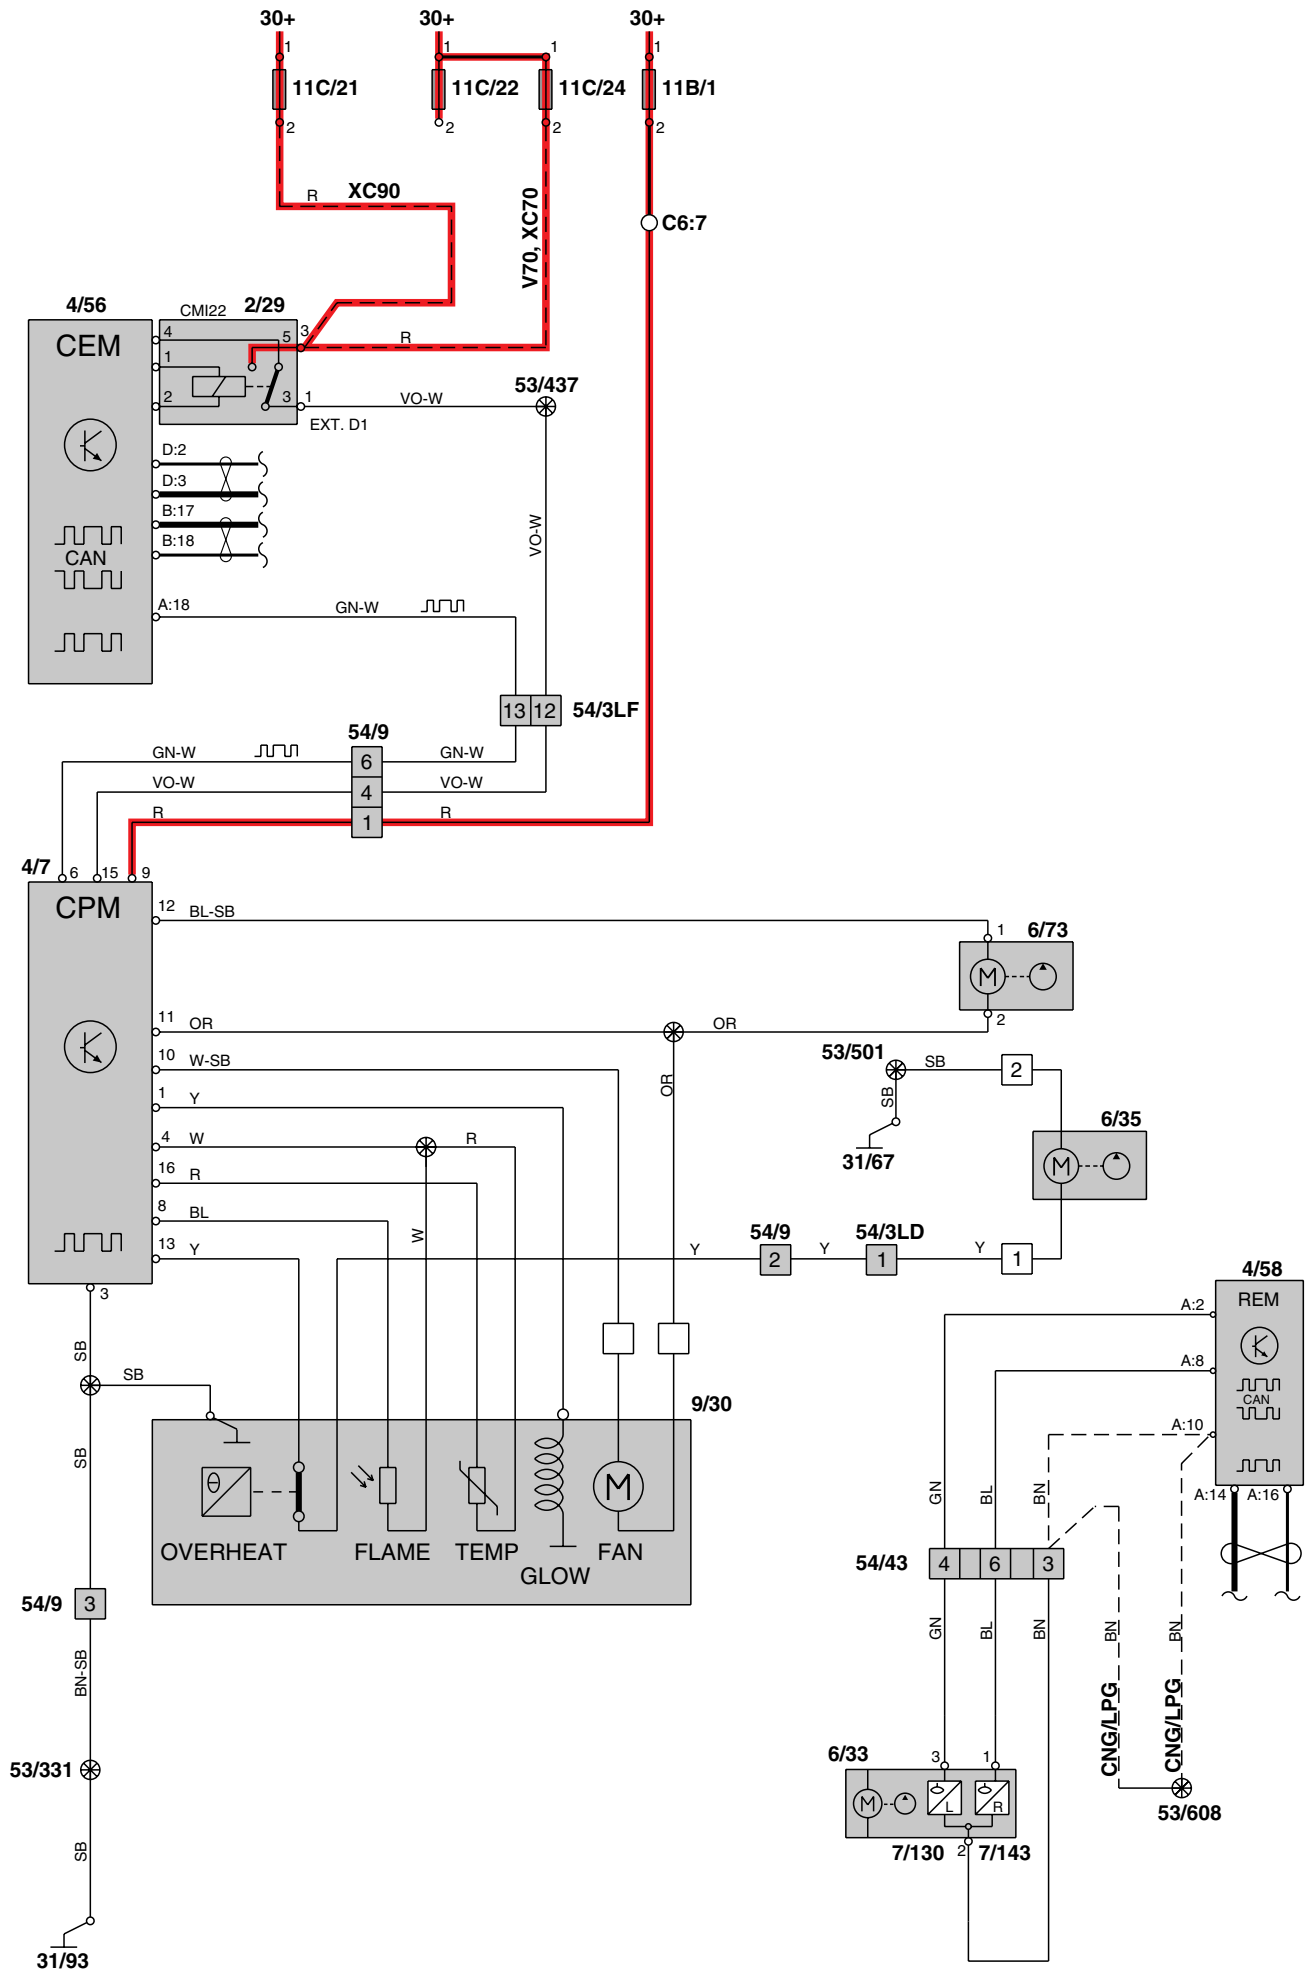 30+ 30+ 30+
1 1 1 1
11C/21 11C/22 11C/24 11B/1
2 2 2 2
R XC90
V70, XC70
C6:7
4/56 CMI22 2/29
CEM
4 5 3
R
1
2 3 1 VO-W 53/437
EXT. D1
D:2
D:3
B:17
B:18
CAN
VO-W
A:18 GN-W
13 12 54/3LF
54/9
GN-W 6 GN-W
VO-W 4 VO-W
R 1 R
4/7 6 15 9
CPM
12 BL-SB 1 6/73
M
11 OR OR 2
10 W-SB OR 53/501 SB 2
1 Y SB
4 W R 6/35
31/67 M
16 R
8 BL W
13 Y Y 54/9 2 Y 54/3LD 1 Y 1
3
4/58
REM
SB A:2
SB A:8
CAN
9/30 A:10
SB
GN BL BN
A:14 A:16
θ M
OVERHEAT FLAME TEMP GLOW FAN
54/43 4 6 3
54/9 3
GN BL BN BN BN
BN-SB
CNG/LPG CNG/LPG
53/331
6/33 3 1
M L R
53/608
7/130 2 7/143
SB
31/93